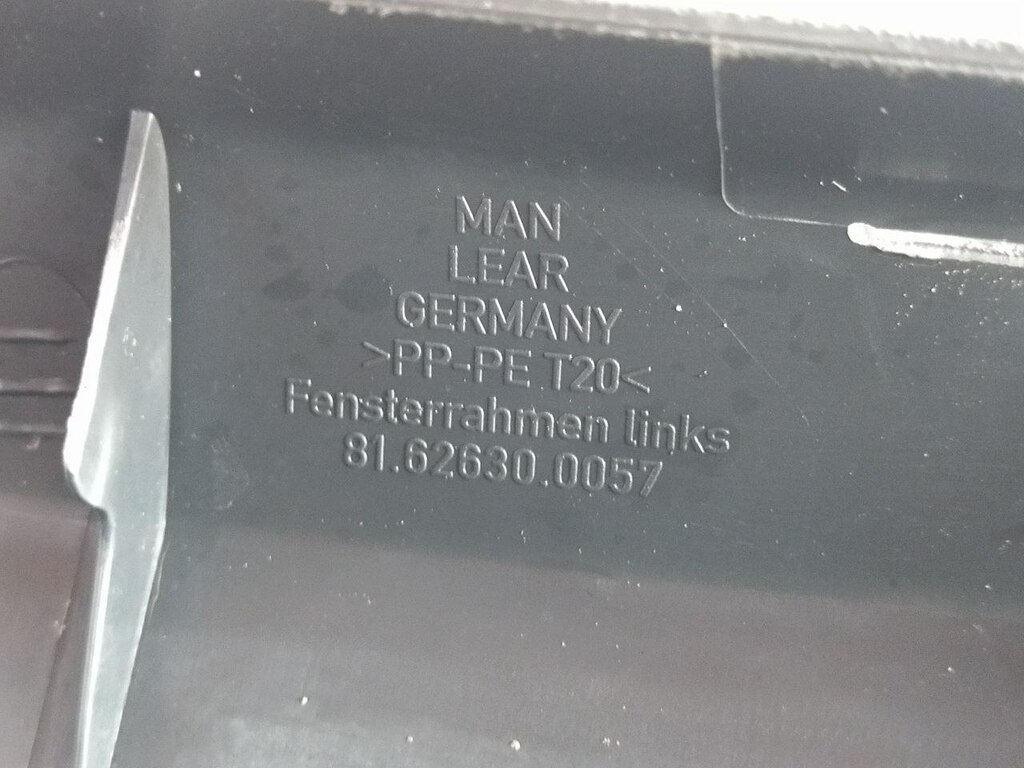 MAN
LEAR
GERMANY
>PP-PE T20<
Fensterrahmen links
81.62630.0057